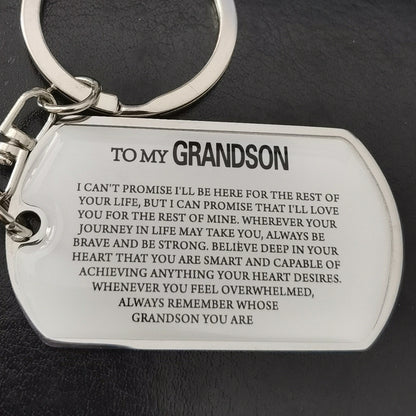 TO MY GRANDSON
I CAN'T PROMISE I'LL BE HERE FOR THE REST OF
YOUR LIFE, BUT I CAN PROMISE THAT I'LL LOVE
YOU FOR THE REST OF MINE. WHEREVER YOUR
JOURNEY IN LIFE MAY TAKE YOU, ALWAYS BE
BRAVE AND BE STRONG. BELIEVE DEEP IN YOUR
HEART THAT YOU ARE SMART AND CAPABLE OF
ACHIEVING ANYTHING YOUR HEART DESIRES.
WHENEVER YOU FEEL OVERWHELMED,
ALWAYS REMEMBER WHOSE
GRANDSON YOU ARE